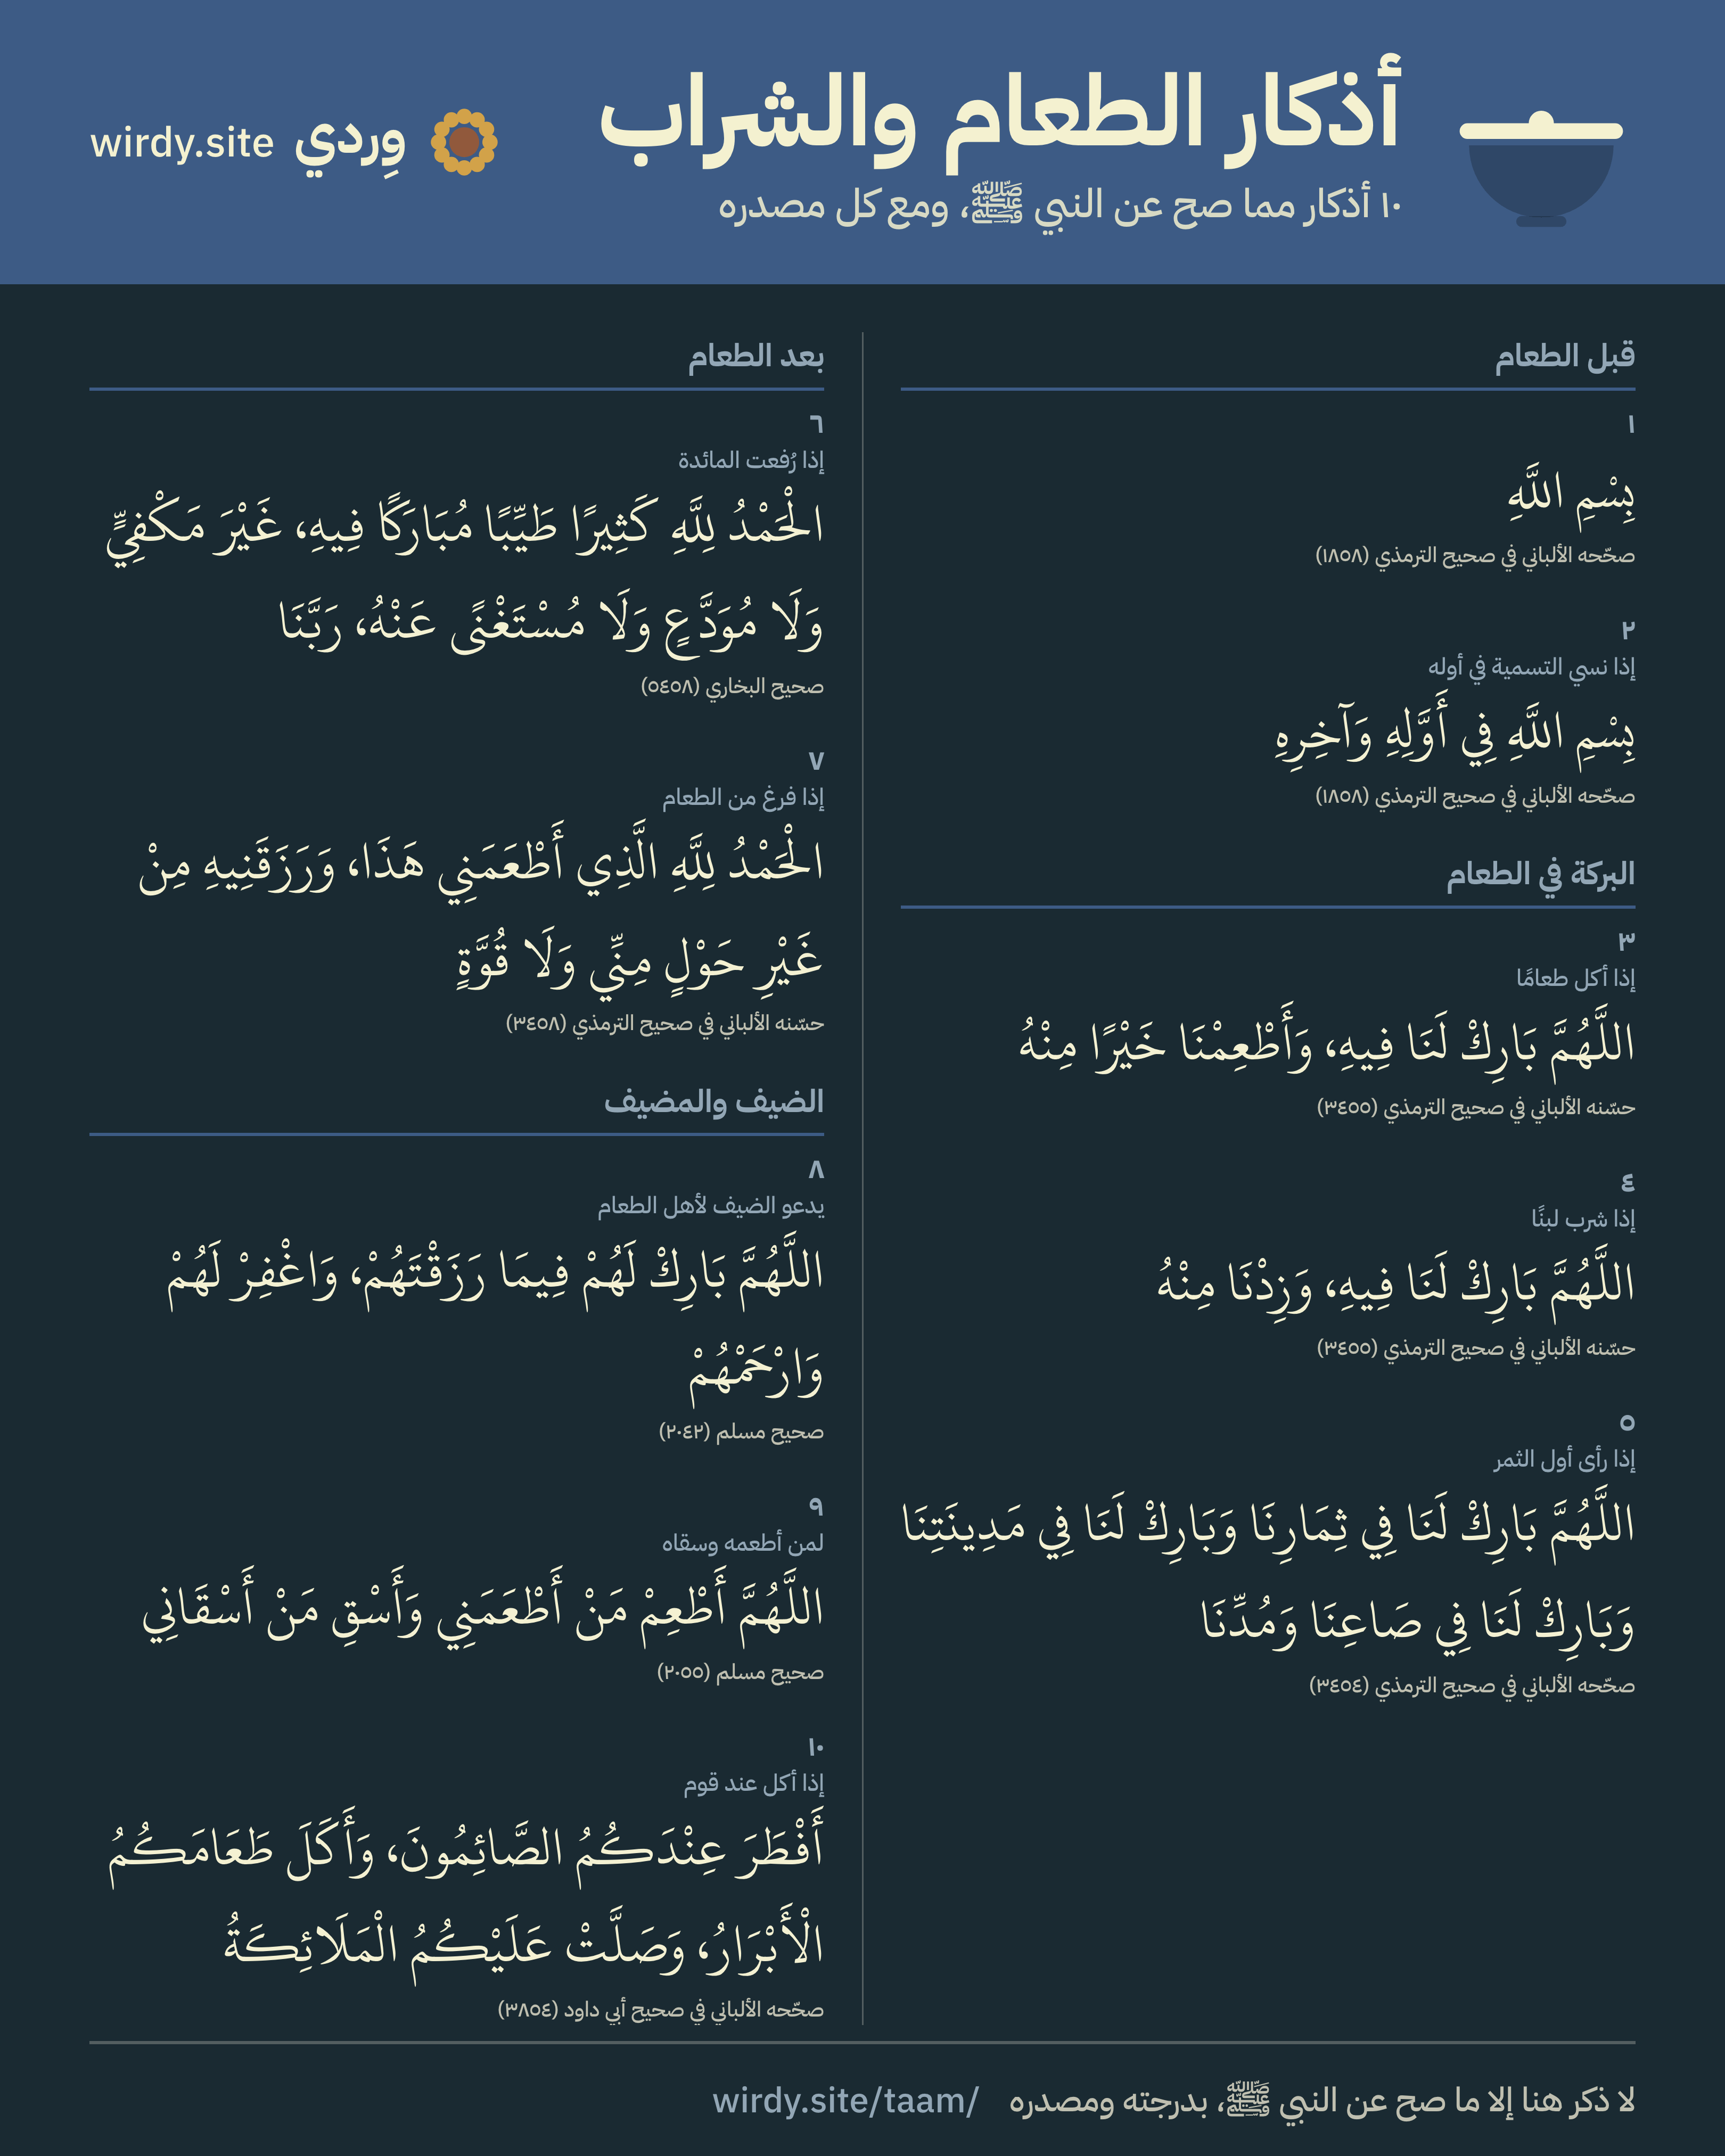 أذكار الطعام والشراب
١٠ أذكار مما صح عن النبي ﷺ، ومع كل مصدره
وِردي wirdy.site
قبل الطعام
١
بِسْمِ اللَّهِ
صحّحه الألباني في صحيح الترمذي (١٨٥٨)
٢
إذا نسي التسمية في أوله
بِسْمِ اللَّهِ فِي أَوَّلِهِ وَآخِرِهِ
صحّحه الألباني في صحيح الترمذي (١٨٥٨)
البركة في الطعام
٣
إذا أكل طعامًا
اللَّهُمَّ بَارِكْ لَنَا فِيهِ، وَأَطْعِمْنَا خَيْرًا مِنْهُ
حسّنه الألباني في صحيح الترمذي (٣٤٥٥)
٤
إذا شرب لبنًا
اللَّهُمَّ بَارِكْ لَنَا فِيهِ، وَزِدْنَا مِنْهُ
حسّنه الألباني في صحيح الترمذي (٣٤٥٥)
٥
إذا رأى أول الثمر
اللَّهُمَّ بَارِكْ لَنَا فِي ثِمَارِنَا وَبَارِكْ لَنَا فِي مَدِينَتِنَا
وَبَارِكْ لَنَا فِي صَاعِنَا وَمُدِّنَا
صحّحه الألباني في صحيح الترمذي (٣٤٥٤)
بعد الطعام
٦
إذا رُفعت المائدة
الْحَمْدُ لِلَّهِ كَثِيرًا طَيِّبًا مُبَارَكًا فِيهِ، غَيْرَ مَكْفِيٍّ
وَلَا مُوَدَّعٍ وَلَا مُسْتَغْنًى عَنْهُ، رَبَّنَا
صحيح البخاري (٥٤٥٨)
٧
إذا فرغ من الطعام
الْحَمْدُ لِلَّهِ الَّذِي أَطْعَمَنِي هَذَا، وَرَزَقَنِيهِ مِنْ
غَيْرِ حَوْلٍ مِنِّي وَلَا قُوَّةٍ
حسّنه الألباني في صحيح الترمذي (٣٤٥٨)
الضيف والمضيف
٨
يدعو الضيف لأهل الطعام
اللَّهُمَّ بَارِكْ لَهُمْ فِيمَا رَزَقْتَهُمْ، وَاغْفِرْ لَهُمْ
وَارْحَمْهُمْ
صحيح مسلم (٢٠٤٢)
٩
لمن أطعمه وسقاه
اللَّهُمَّ أَطْعِمْ مَنْ أَطْعَمَنِي وَأَسْقِ مَنْ أَسْقَانِي
صحيح مسلم (٢٠٥٥)
١٠
إذا أكل عند قوم
أَفْطَرَ عِنْدَكُمُ الصَّائِمُونَ، وَأَكَلَ طَعَامَكُمُ
الْأَبْرَارُ، وَصَلَّتْ عَلَيْكُمُ الْمَلَائِكَةُ
صحّحه الألباني في صحيح أبي داود (٣٨٥٤)
لا ذكر هنا إلا ما صح عن النبي ﷺ، بدرجته ومصدره wirdy.site/taam/